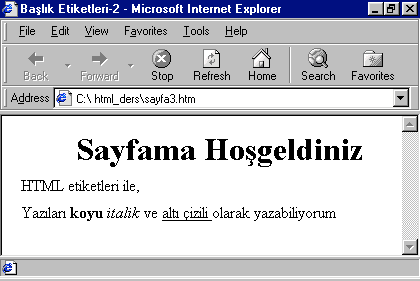 Başlık Etiketleri-2 - Microsoft Internet Explorer
File Edit View Favorites Tools Help
Back Forward Stop Refresh Home Search Favorites
Address C:\ html_ders\sayfa3.htm
Sayfama Hoşgeldiniz
HTML etiketleri ile,
Yazıları koyu italik ve altı çizili olarak yazabiliyorum